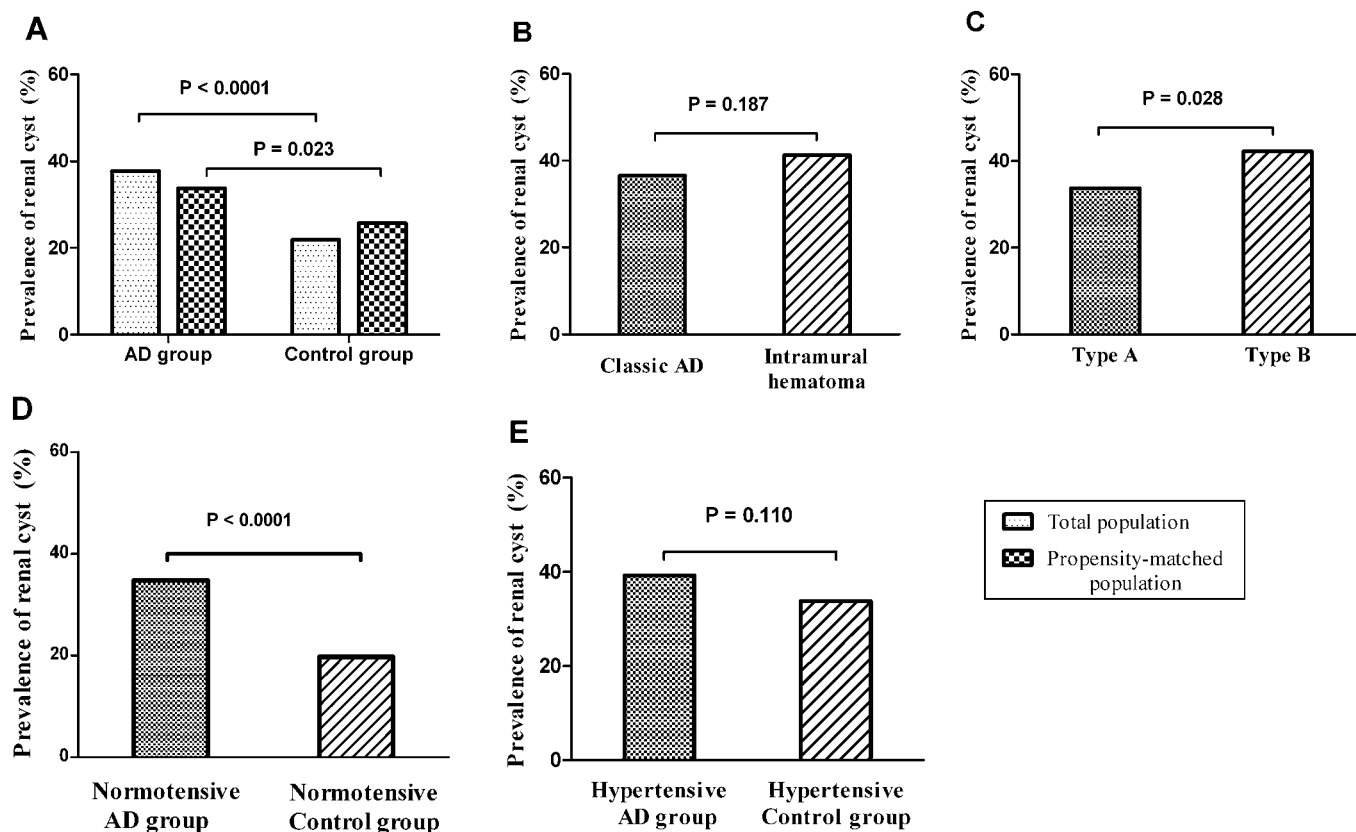 A
Prevalence of renal cyst (%)
60
40
20
0
P < 0.0001
P = 0.023
AD group
Control group
B
Prevalence of renal cyst (%)
60
40
20
0
P = 0.187
Classic AD
Intramural
hematoma
C
Prevalence of renal cyst (%)
60
40
20
0
P = 0.028
Type A
Type B
D
Prevalence of renal cyst (%)
60
40
20
0
P < 0.0001
Normotensive
AD group
Normotensive
Control group
E
Prevalence of renal cyst (%)
60
40
20
0
P = 0.110
Hypertensive
AD group
Hypertensive
Control group
Total population
Propensity-matched
population